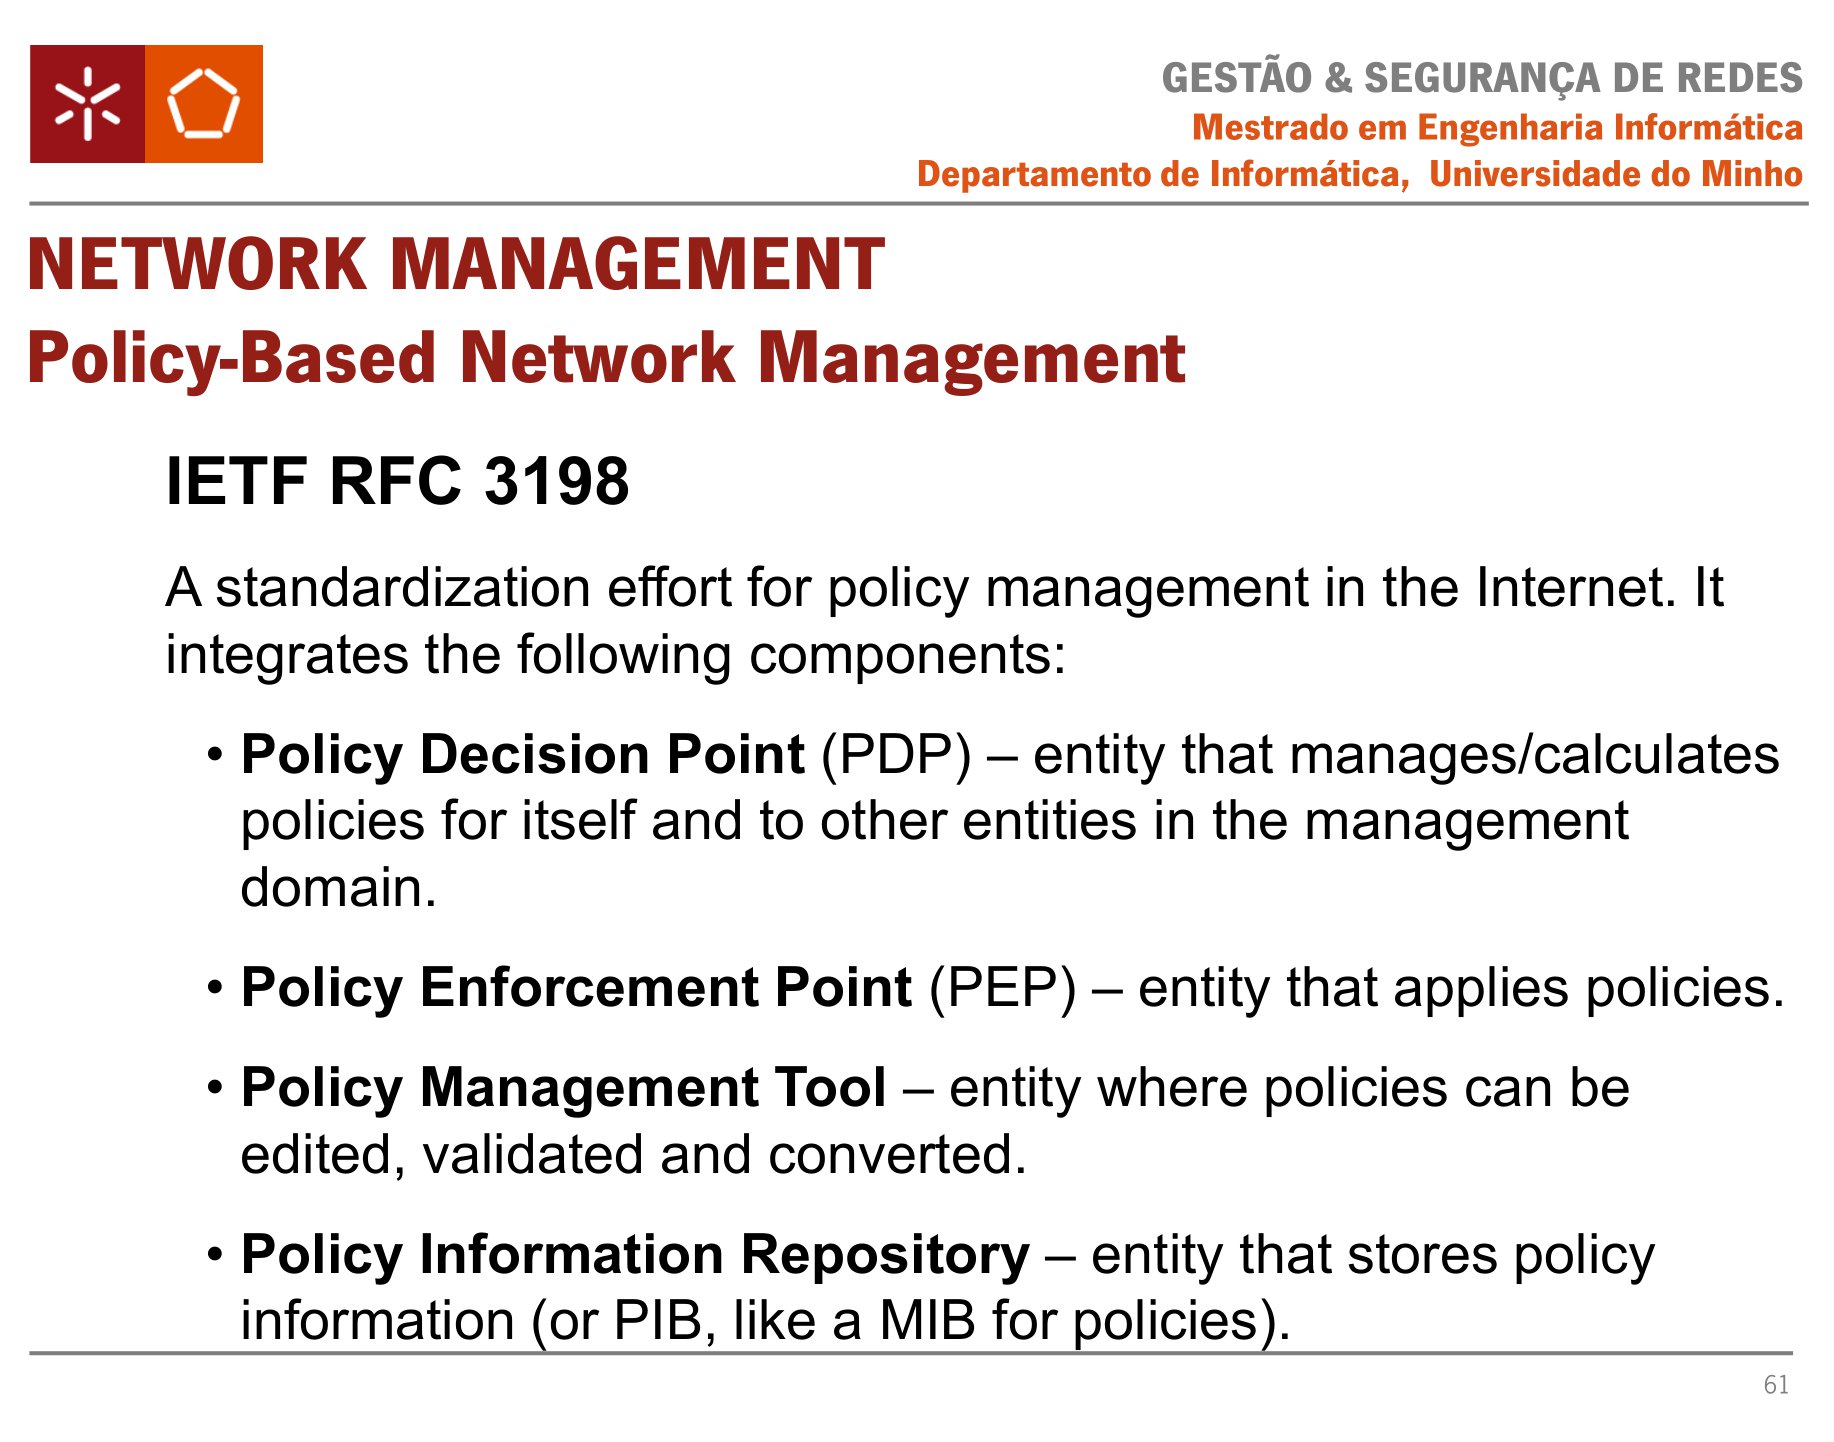 GESTÃO & SEGURANÇA DE REDES
Mestrado em Engenharia Informática
Departamento de Informática, Universidade do Minho
NETWORK MANAGEMENT
Policy-Based Network Management
IETF RFC 3198
A standardization effort for policy management in the Internet. It
integrates the following components:
• Policy Decision Point (PDP) – entity that manages/calculates
policies for itself and to other entities in the management
domain.
• Policy Enforcement Point (PEP) – entity that applies policies.
• Policy Management Tool – entity where policies can be
edited, validated and converted.
• Policy Information Repository – entity that stores policy
information (or PIB, like a MIB for policies).
61